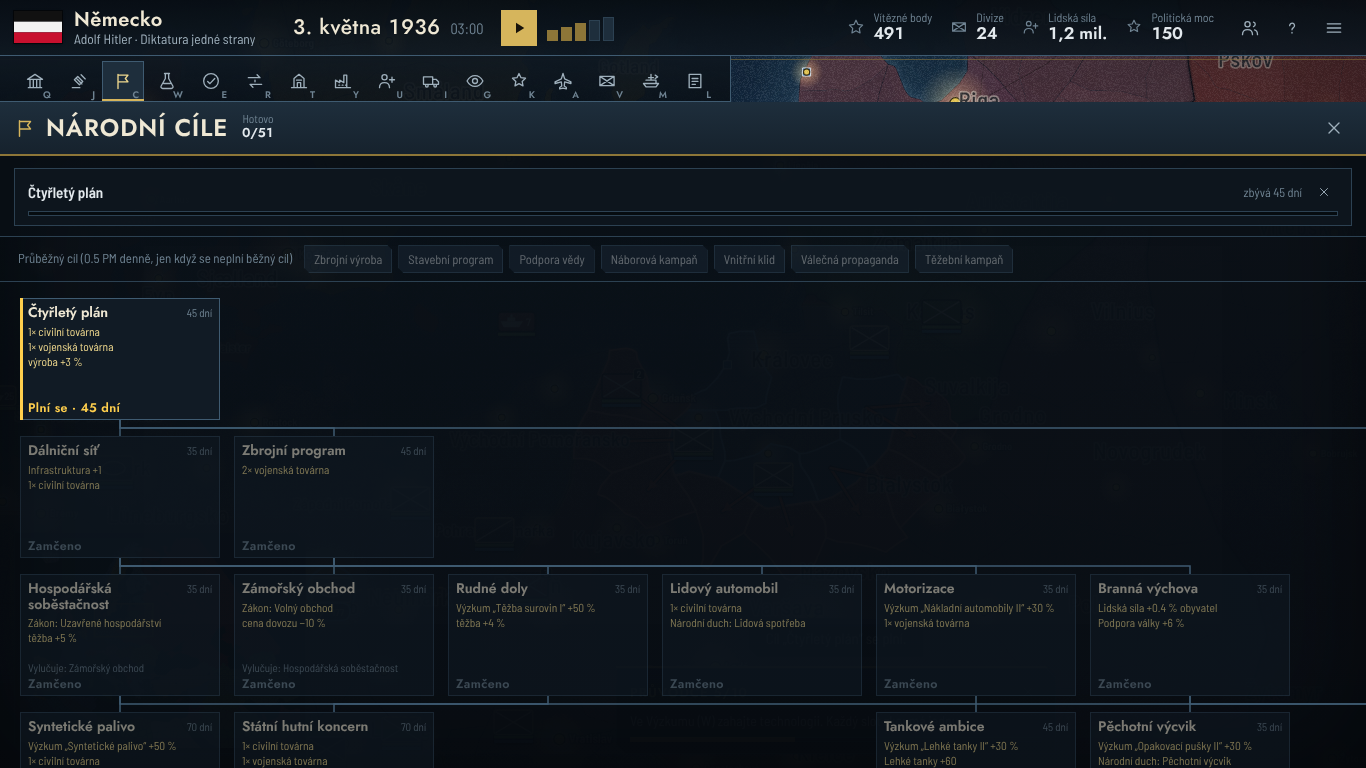 Německo
Adolf Hitler · Diktatura jedné strany
3. května 1936 03:00
Vítězné body
491
Divize
24
Lidská síla
1,2 mil.
Politická moc
150
?
Q J C W E R T Y U I G K A V M L
Pskov
Riga
NÁRODNÍ CÍLE
Hotovo
0/51
Čtyřletý plán
zbývá 45 dní
Průběžný cíl (0.5 PM denně, jen když se neplní běžný cíl)
Zbrojní výroba
Stavební program
Podpora vědy
Náborová kampaň
Vnitřní klid
Válečná propaganda
Těžební kampaň
Čtyřletý plán 45 dní
1× civilní továrna
1× vojenská továrna
výroba +3 %
Plní se · 45 dní
Dálniční síť 35 dní
Infrastruktura +1
1× civilní továrna
Zamčeno
Zbrojní program 45 dní
2× vojenská továrna
Zamčeno
Hospodářská soběstačnost 35 dní
Zákon: Uzavřené hospodářství
těžba +5 %
Vylučuje: Zámořský obchod
Zamčeno
Zámořský obchod 35 dní
Zákon: Volný obchod
cena dovozu −10 %
Vylučuje: Hospodářská soběstačnost
Zamčeno
Rudné doly 35 dní
Výzkum „Těžba surovin I" +50 %
těžba +4 %
Zamčeno
Lidový automobil 35 dní
1× civilní továrna
Národní duch: Lidová spotřeba
Zamčeno
Motorizace 35 dní
Výzkum „Nákladní automobily II" +30 %
1× vojenská továrna
Zamčeno
Branná výchova 35 dní
Lidská síla +0.4 % obyvatel
Podpora války +6 %
Zamčeno
Syntetické palivo 70 dní
Výzkum „Syntetické palivo" +50 %
1× civilní továrna
Státní hutní koncern 70 dní
1× civilní továrna
1× vojenská továrna
Tankové ambice 45 dní
Výzkum „Lehké tanky II" +30 %
Lehké tanky +60
Pěchotní výcvik 35 dní
Výzkum „Opakovací pušky II" +30 %
Národní duch: Pěchotní výcvik